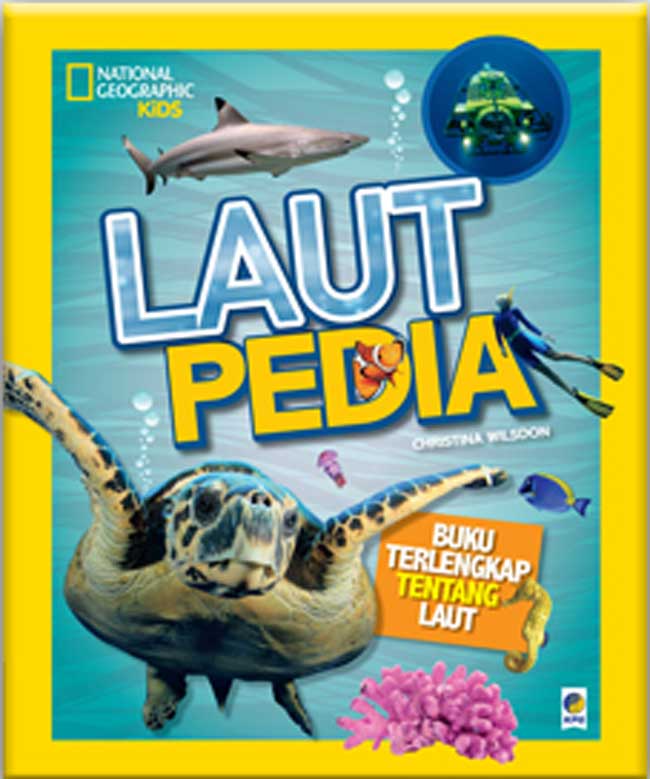 NATIONAL
GEOGRAPHIC
KiDS
LAUT
PEDIA
CHRISTINA WILSDON
BUKU
TERLENGKAP
TENTANG
LAUT